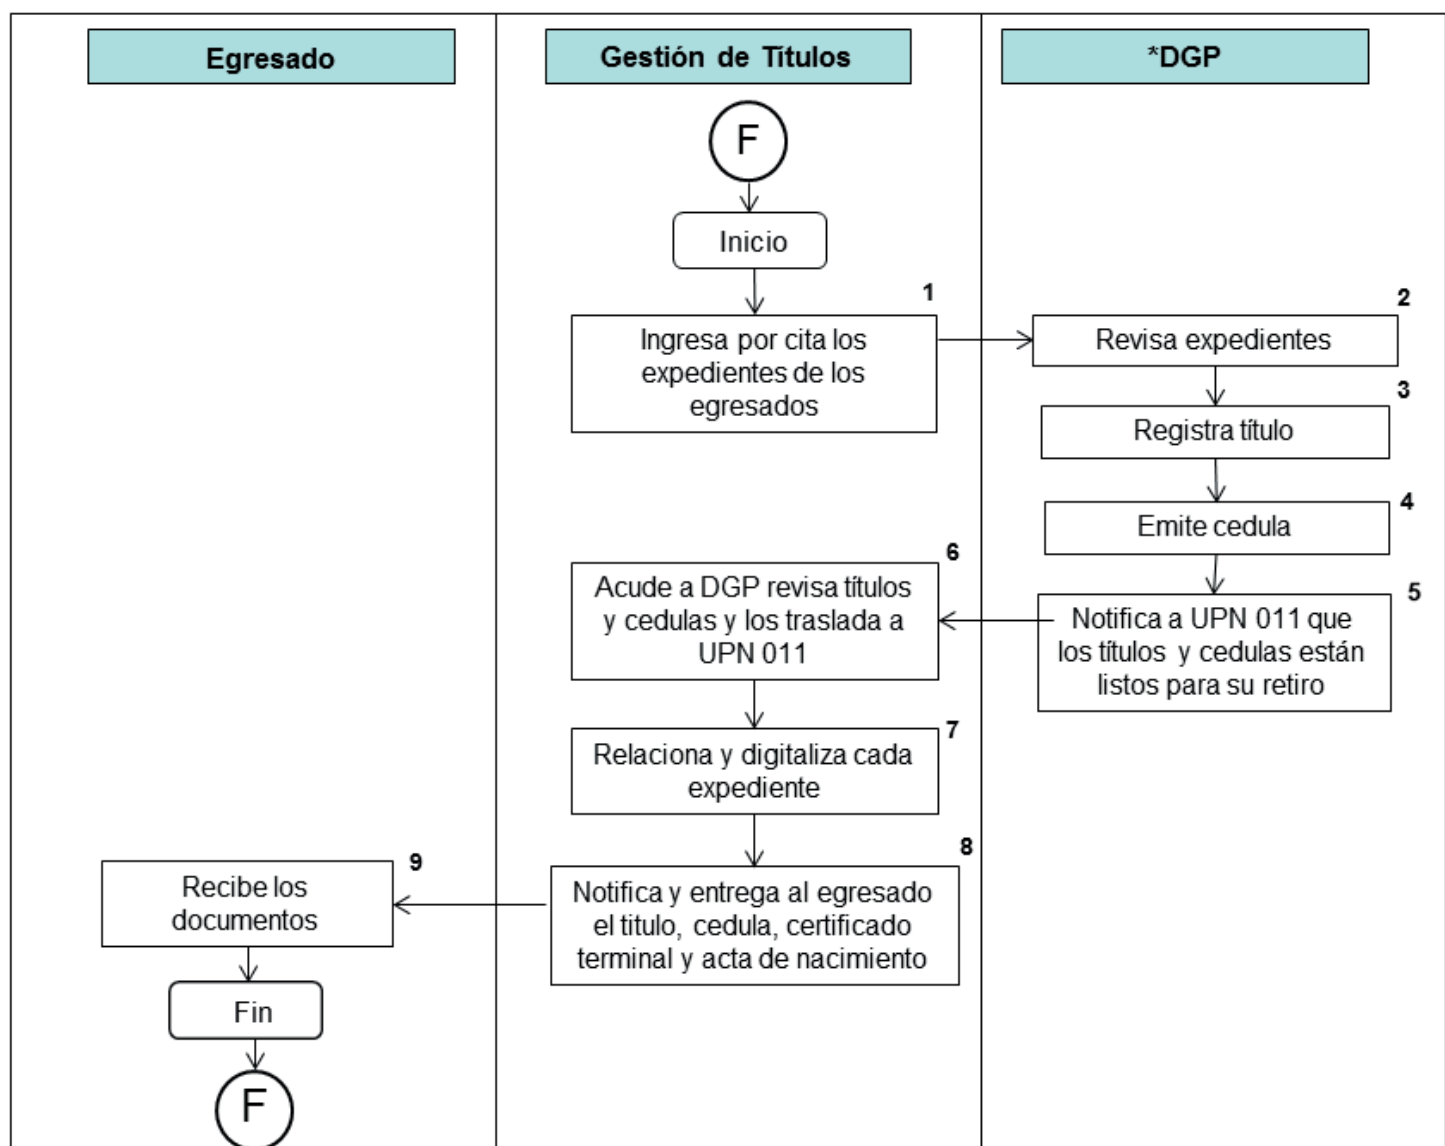 Egresado
Gestión de Títulos
*DGP
F
Inicio
1
Ingresa por cita los
expedientes de los
egresados
2
Revisa expedientes
3
Registra título
4
Emite cedula
5
Notifica a UPN 011 que
los títulos y cedulas están
listos para su retiro
6
Acude a DGP revisa títulos
y cedulas y los traslada a
UPN 011
7
Relaciona y digitaliza cada
expediente
8
Notifica y entrega al egresado
el titulo, cedula, certificado
terminal y acta de nacimiento
9
Recibe los
documentos
Fin
F